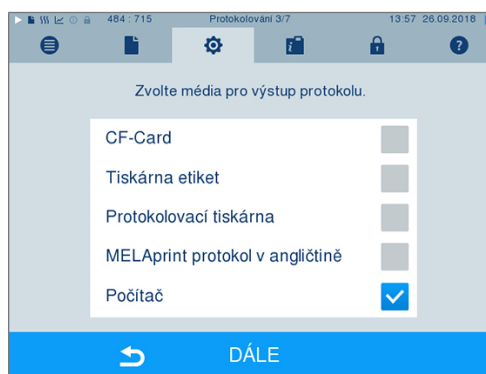 484 : 715 Protokolování 3/7 13:57 26.09.2018
Zvolte média pro výstup protokolu.
CF-Card
Tiskárna etiket
Protokolovací tiskárna
MELAprint protokol v angličtině
Počítač
DÁLE